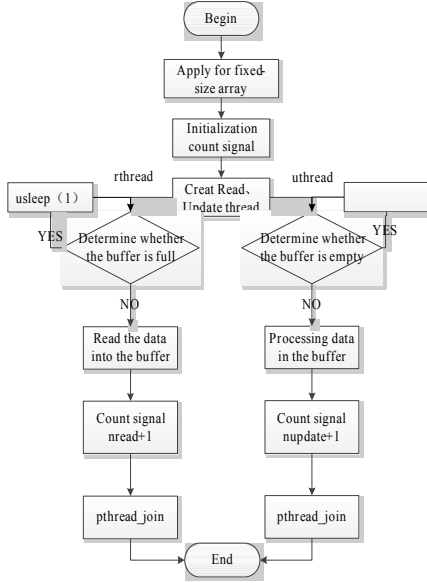 Begin
Apply for fixed-
size array
Initialization
count signal
rthread
uthread
usleep（1）
Creat Read、
Update thread
YES
Determine whether
the buffer is full
Determine whether
the buffer is empty
YES
NO
NO
Read the data
into the buffer
Processing data
in the buffer
Count signal
nread+1
Count signal
nupdate+1
pthread_join
pthread_join
End